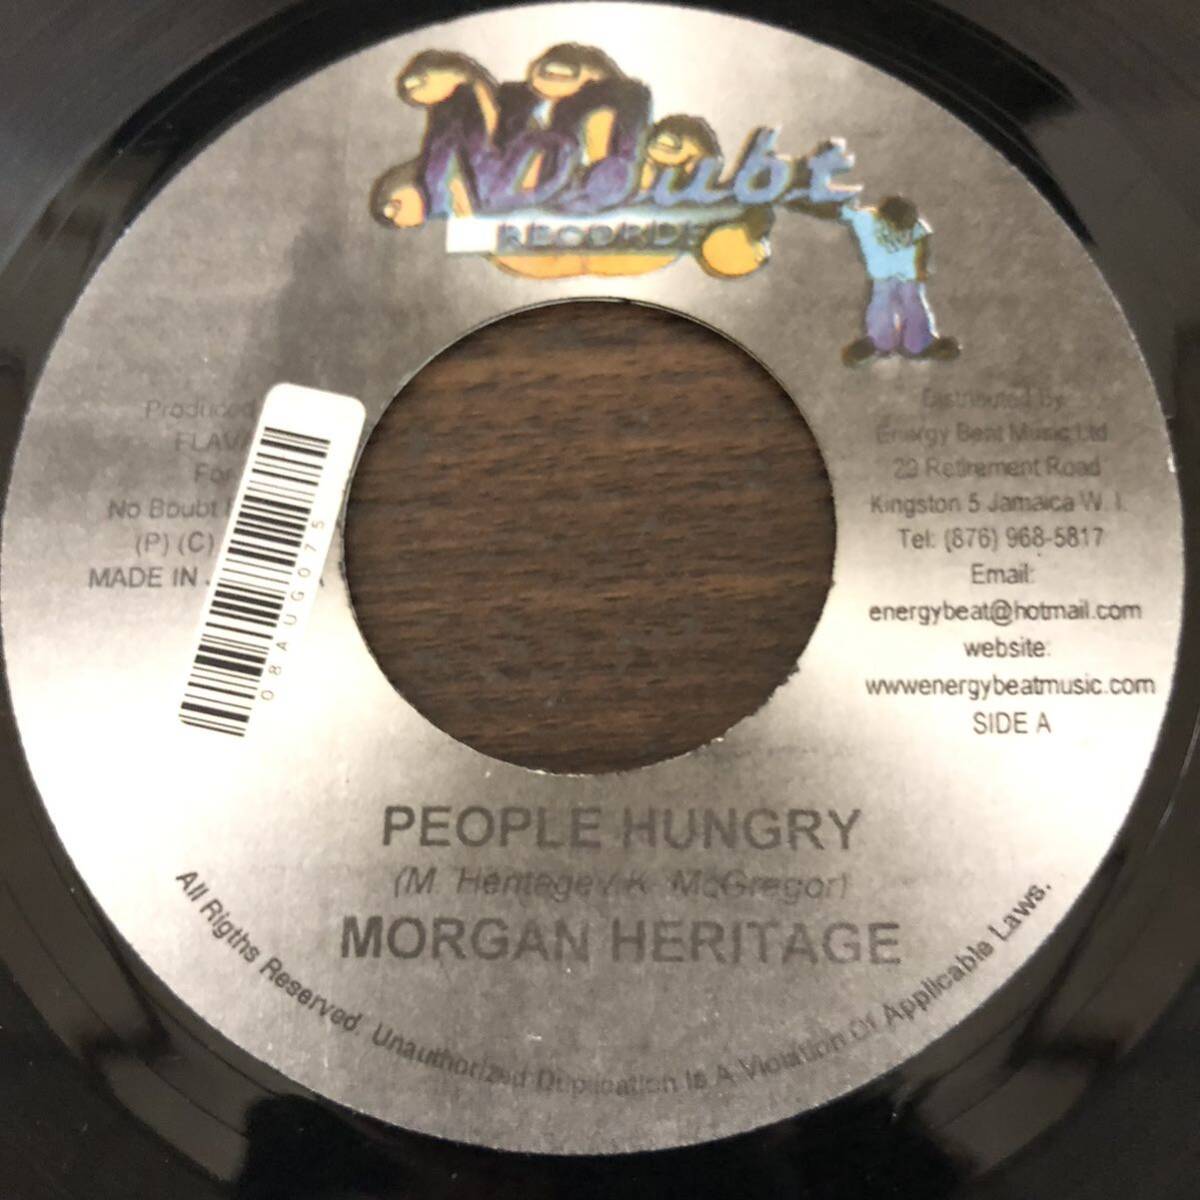 No Doubt
RECORDS
Produced
FLAVA
For
No Doubt
(P) (C)
MADE IN
08AUG075
Distributed By:
Energy Beat Music Ltd
22 Retirement Road
Kingston 5 Jamaica W. I.
Tel: (876) 968-5817
Email:
energybeat@hotmail.com
website:
wwwenergybeatmusic.com
SIDE A
PEOPLE HUNGRY
(M. Heritage / K. McGregor)
MORGAN HERITAGE
All Rigths Reserved. Unauthorized Duplication Is A Violation Of Applicable Laws.